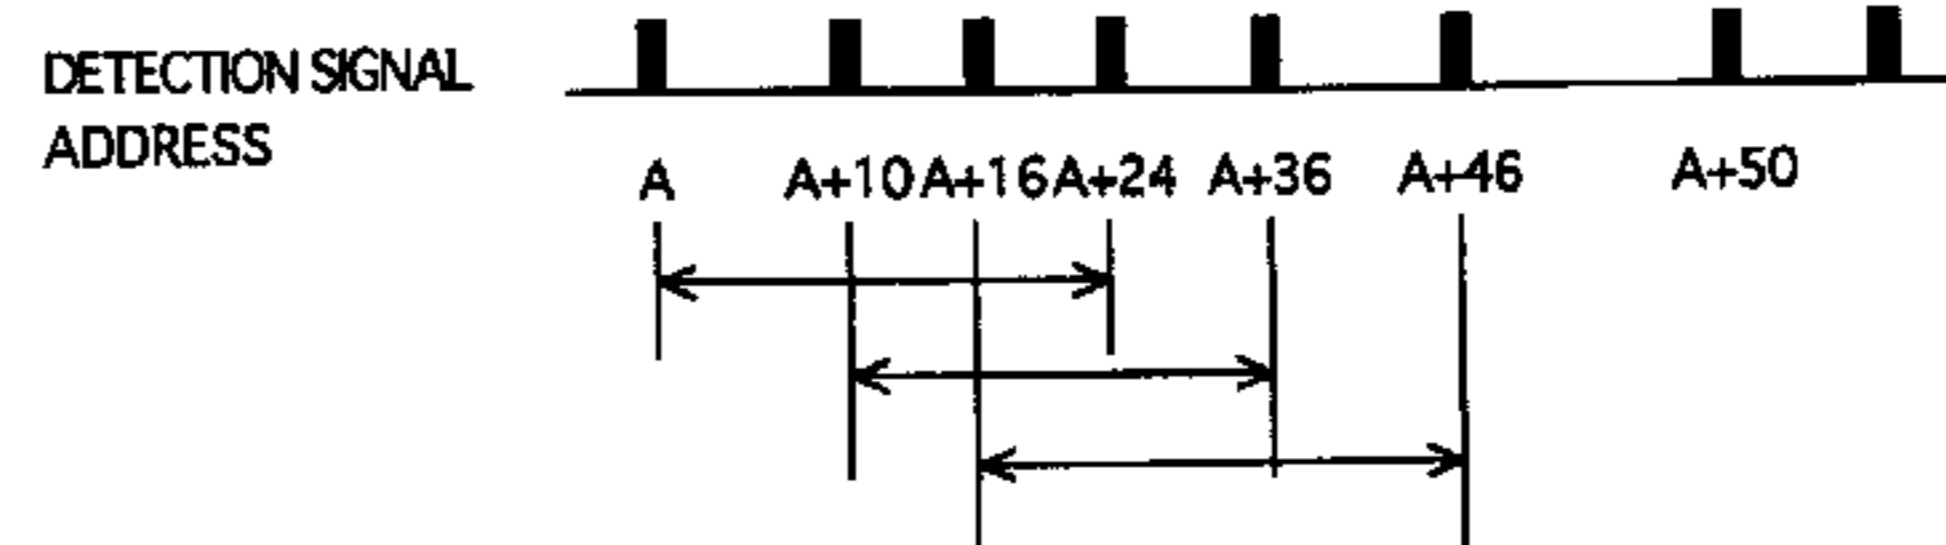 DETECTION SIGNAL
ADDRESS
A A+10 A+16 A+24 A+36 A+46 A+50